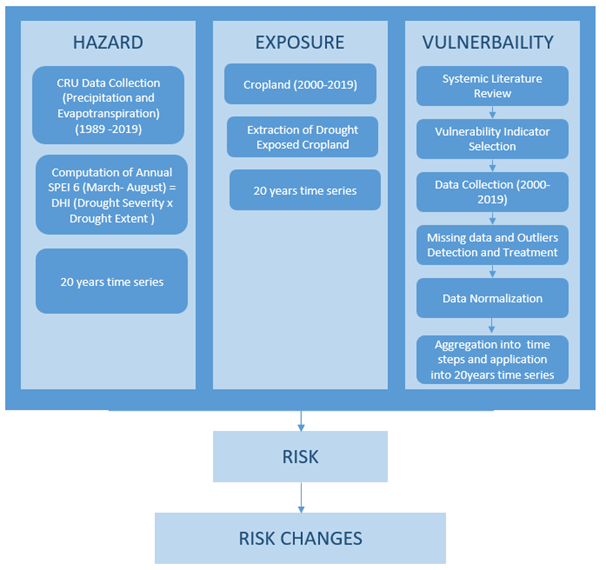 HAZARD
CRU Data Collection
(Precipitation and
Evapotranspiration)
(1989 -2019)
Computation of Annual
SPEI 6 (March- August) =
DHI (Drought Severity x
Drought Extent )
20 years time series
EXPOSURE
Cropland (2000-2019)
Extraction of Drought
Exposed Cropland
20 years time series
VULNERBAILITY
Systemic Literature
Review
Vulnerability Indicator
Selection
Data Collection (2000-
2019)
Missing data and Outliers
Detection and Treatment
Data Normalization
Aggregation into time
steps and application
into 20years time series
RISK
RISK CHANGES